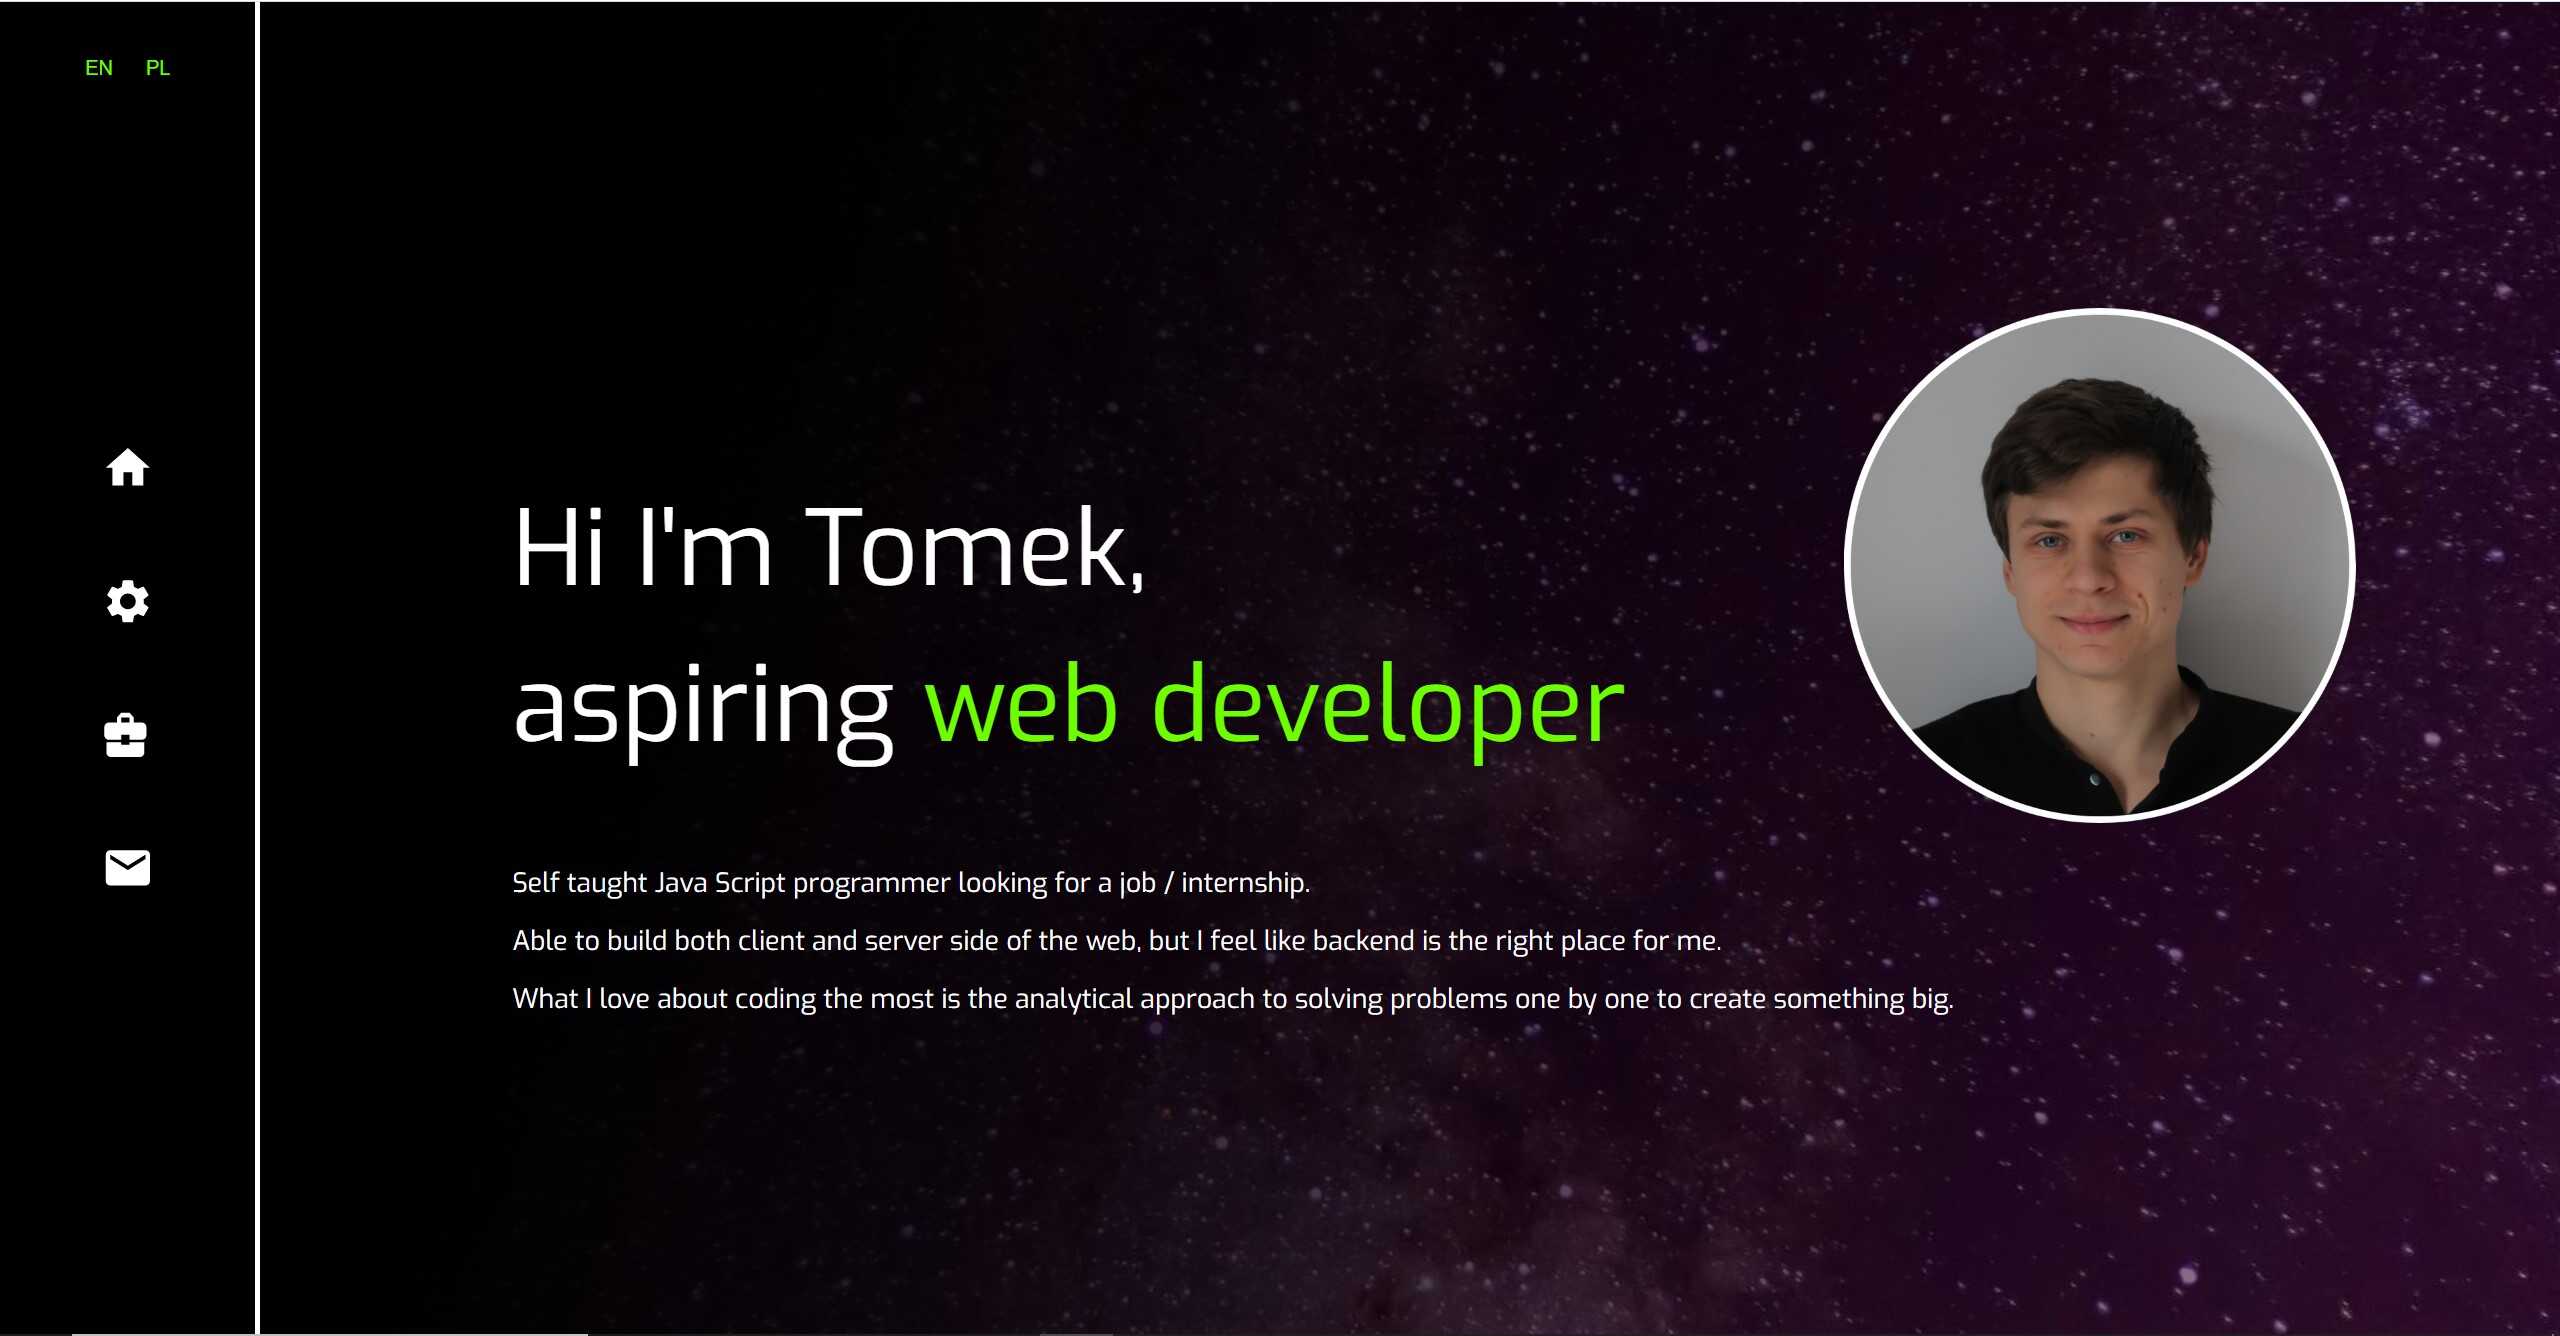 EN PL
Hi I'm Tomek,
aspiring web developer
Self taught Java Script programmer looking for a job / internship.
Able to build both client and server side of the web, but I feel like backend is the right place for me.
What I love about coding the most is the analytical approach to solving problems one by one to create something big.